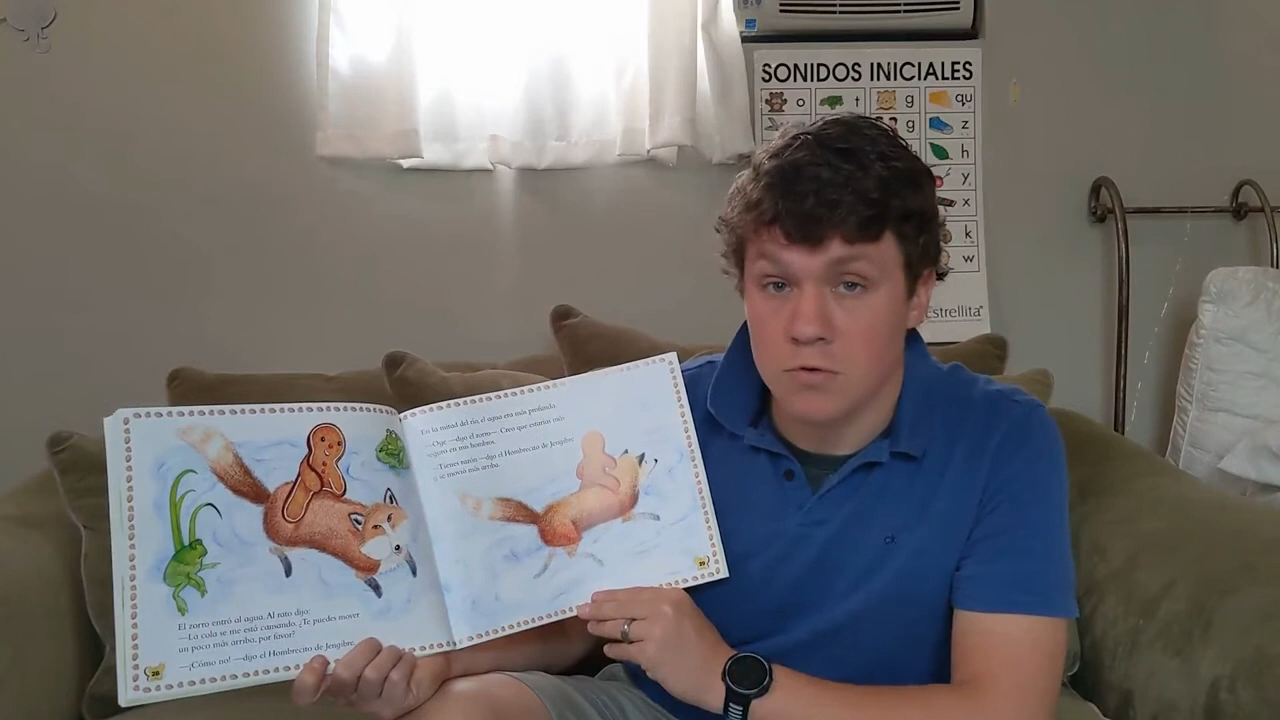 SONIDOS INICIALES
o t g qu
g z
h
y
x
k
w
Estrellita
El zorro entró al agua. Al rato dijo:
—La cola se me está cansando. ¿Te puedes mover
un poco más arriba, por favor?
—¡Cómo no! —dijo el Hombrecito de Jengibre.
28
En la mitad del río, el agua era más profunda.
—Oye —dijo el zorro—. Creo que estarías más
seguro en mis hombros.
—Tienes razón —dijo el Hombrecito de Jengibre
y se movió más arriba.
29
ck